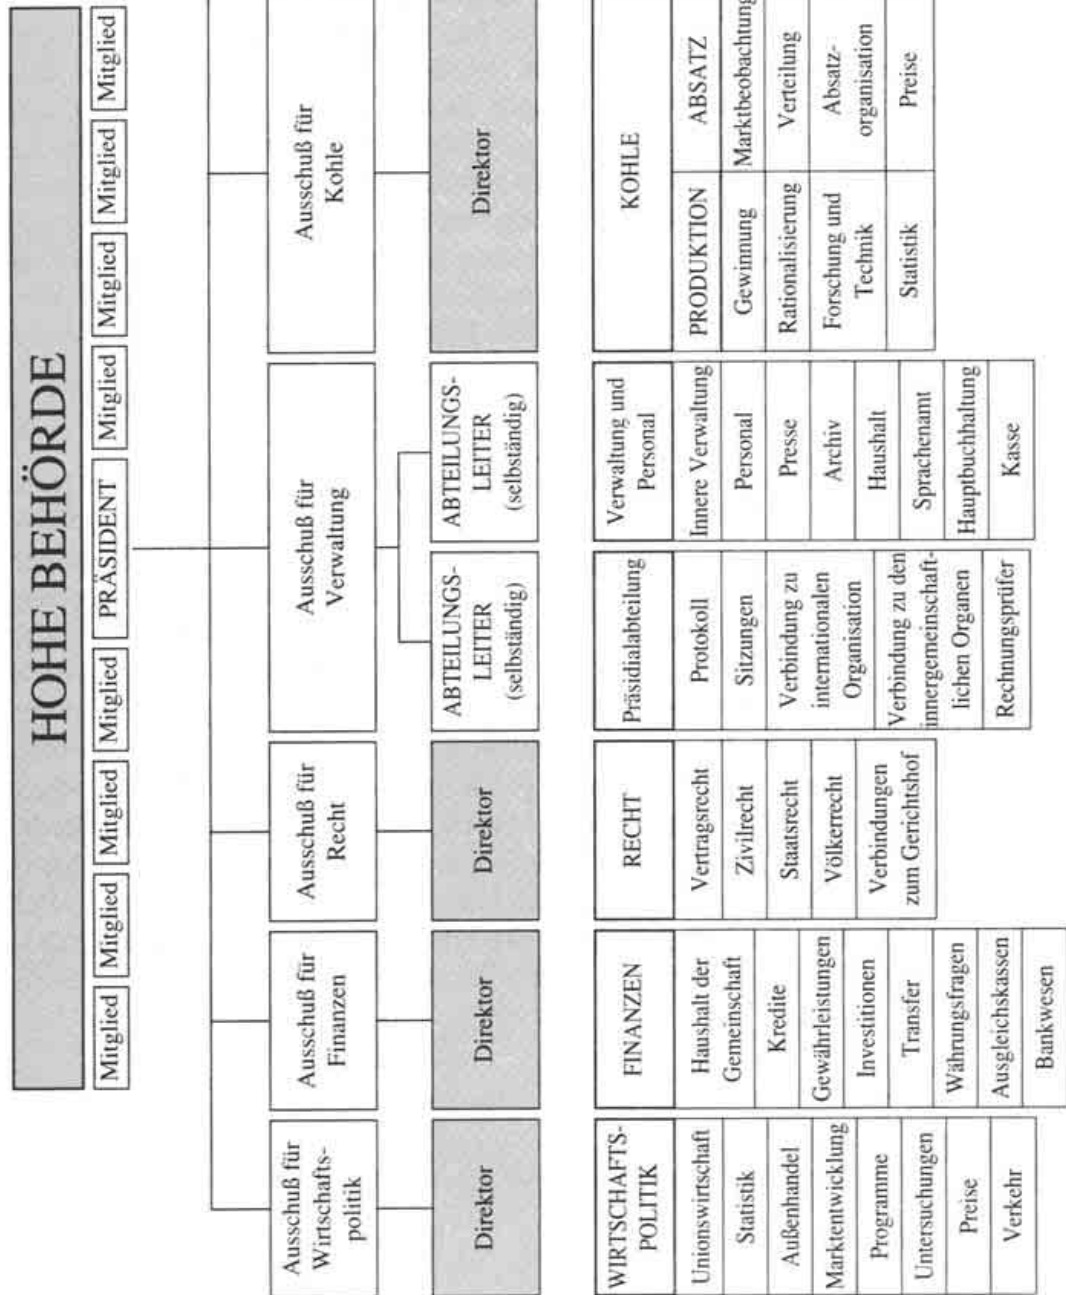 HOHE BEHÖRDE
Mitglied
Mitglied
Mitglied
Mitglied
PRÄSIDENT
Mitglied
Mitglied
Mitglied
Mitglied
Ausschuß für
Wirtschafts-
politik
Ausschuß für
Finanzen
Ausschuß für
Recht
Ausschuß für
Verwaltung
Ausschuß für
Kohle
Direktor
Direktor
Direktor
ABTEILUNGS-
LEITER
(selbständig)
ABTEILUNGS-
LEITER
(selbständig)
Direktor
WIRTSCHAFTS-
POLITIK
Unionswirtschaft
Statistik
Außenhandel
Marktentwicklung
Programme
Untersuchungen
Preise
Verkehr
FINANZEN
Haushalt der
Gemeinschaft
Kredite
Gewährleistungen
Investitionen
Transfer
Währungsfragen
Ausgleichskassen
Bankwesen
RECHT
Vertragsrecht
Zivilrecht
Staatsrecht
Völkerrecht
Verbindungen
zum Gerichtshof
Präsidialabteilung
Protokoll
Sitzungen
Verbindung zu
internationalen
Organisation
Verbindung zu den
innergemeinschaft-
lichen Organen
Rechnungsprüfer
Verwaltung und
Personal
Innere Verwaltung
Personal
Presse
Archiv
Haushalt
Sprachenamt
Hauptbuchhaltung
Kasse
KOHLE
PRODUKTION
Gewinnung
Rationalisierung
Forschung und
Technik
Statistik
ABSATZ
Marktbeobachtung
Verteilung
Absatz-
organisation
Preise